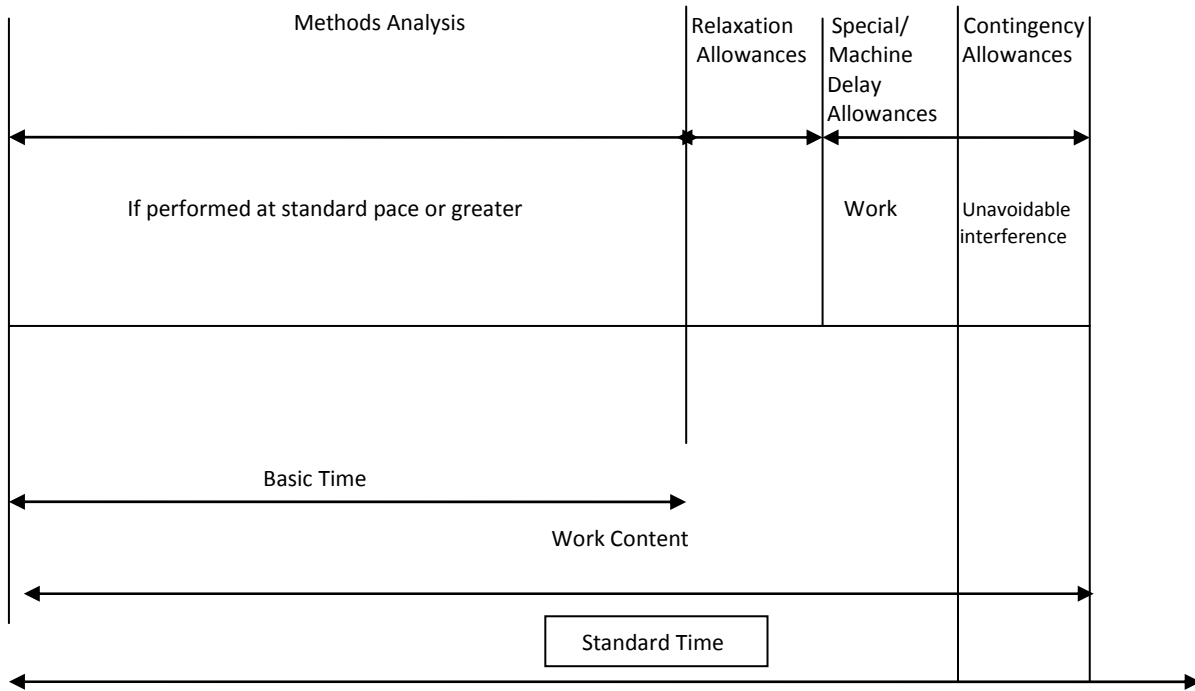 Methods Analysis
Relaxation
Allowances
Special/
Machine
Delay
Allowances
Contingency
Allowances
If performed at standard pace or greater
Work
Unavoidable
interference
Basic Time
Work Content
Standard Time